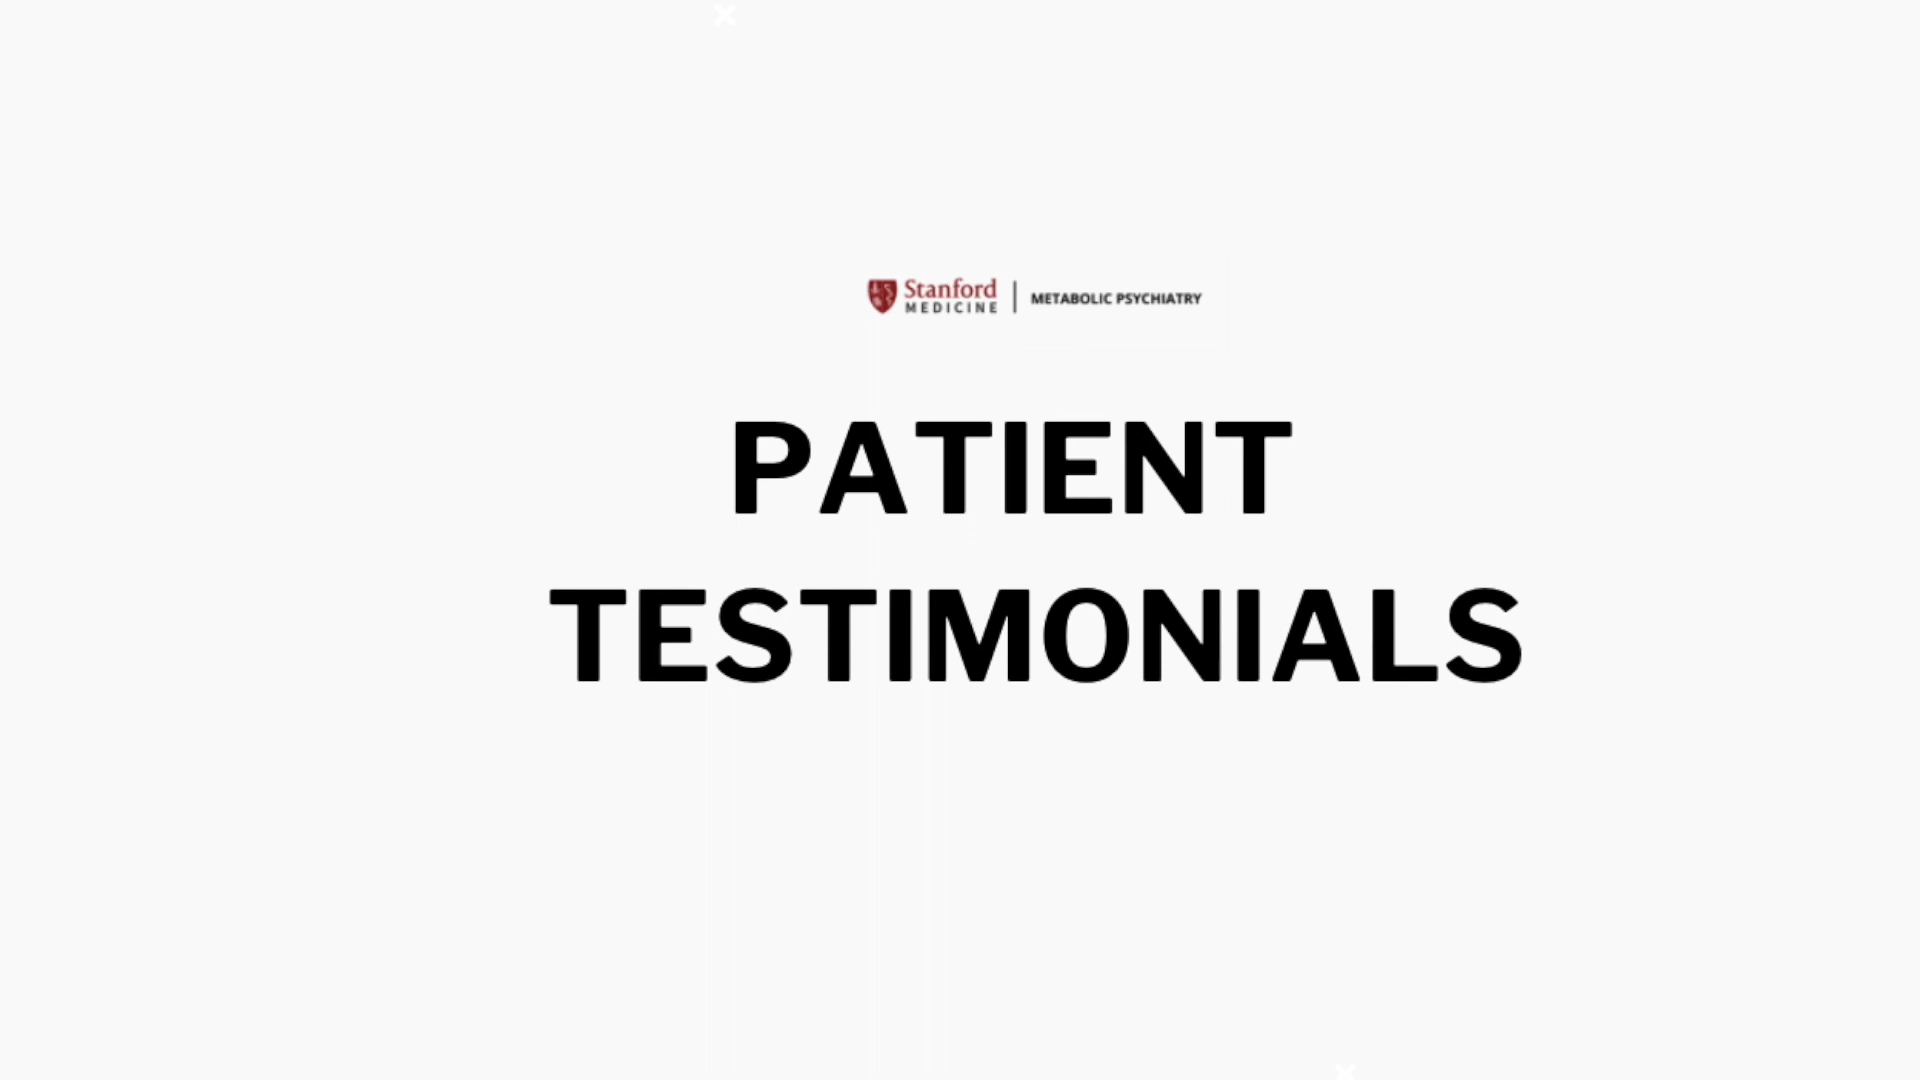 Stanford
MEDICINE
METABOLIC PSYCHIATRY
PATIENT
TESTIMONIALS